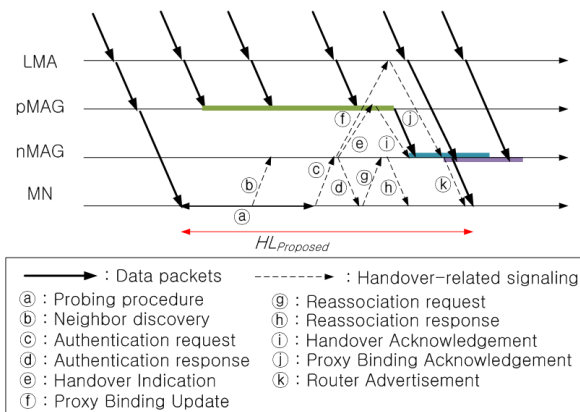 LMA
pMAG
nMAG
MN
ⓕ
ⓙ
ⓔ
ⓘ
ⓑ
ⓒ
ⓓ
ⓖ
ⓗ
ⓚ
ⓐ
HLProposed
: Data packets
: Handover-related signaling
ⓐ : Probing procedure
ⓑ : Neighbor discovery
ⓒ : Authentication request
ⓓ : Authentication response
ⓔ : Handover Indication
ⓕ : Proxy Binding Update
ⓖ : Reassociation request
ⓗ : Reassociation response
ⓘ : Handover Acknowledgement
ⓙ : Proxy Binding Acknowledgement
ⓚ : Router Advertisement